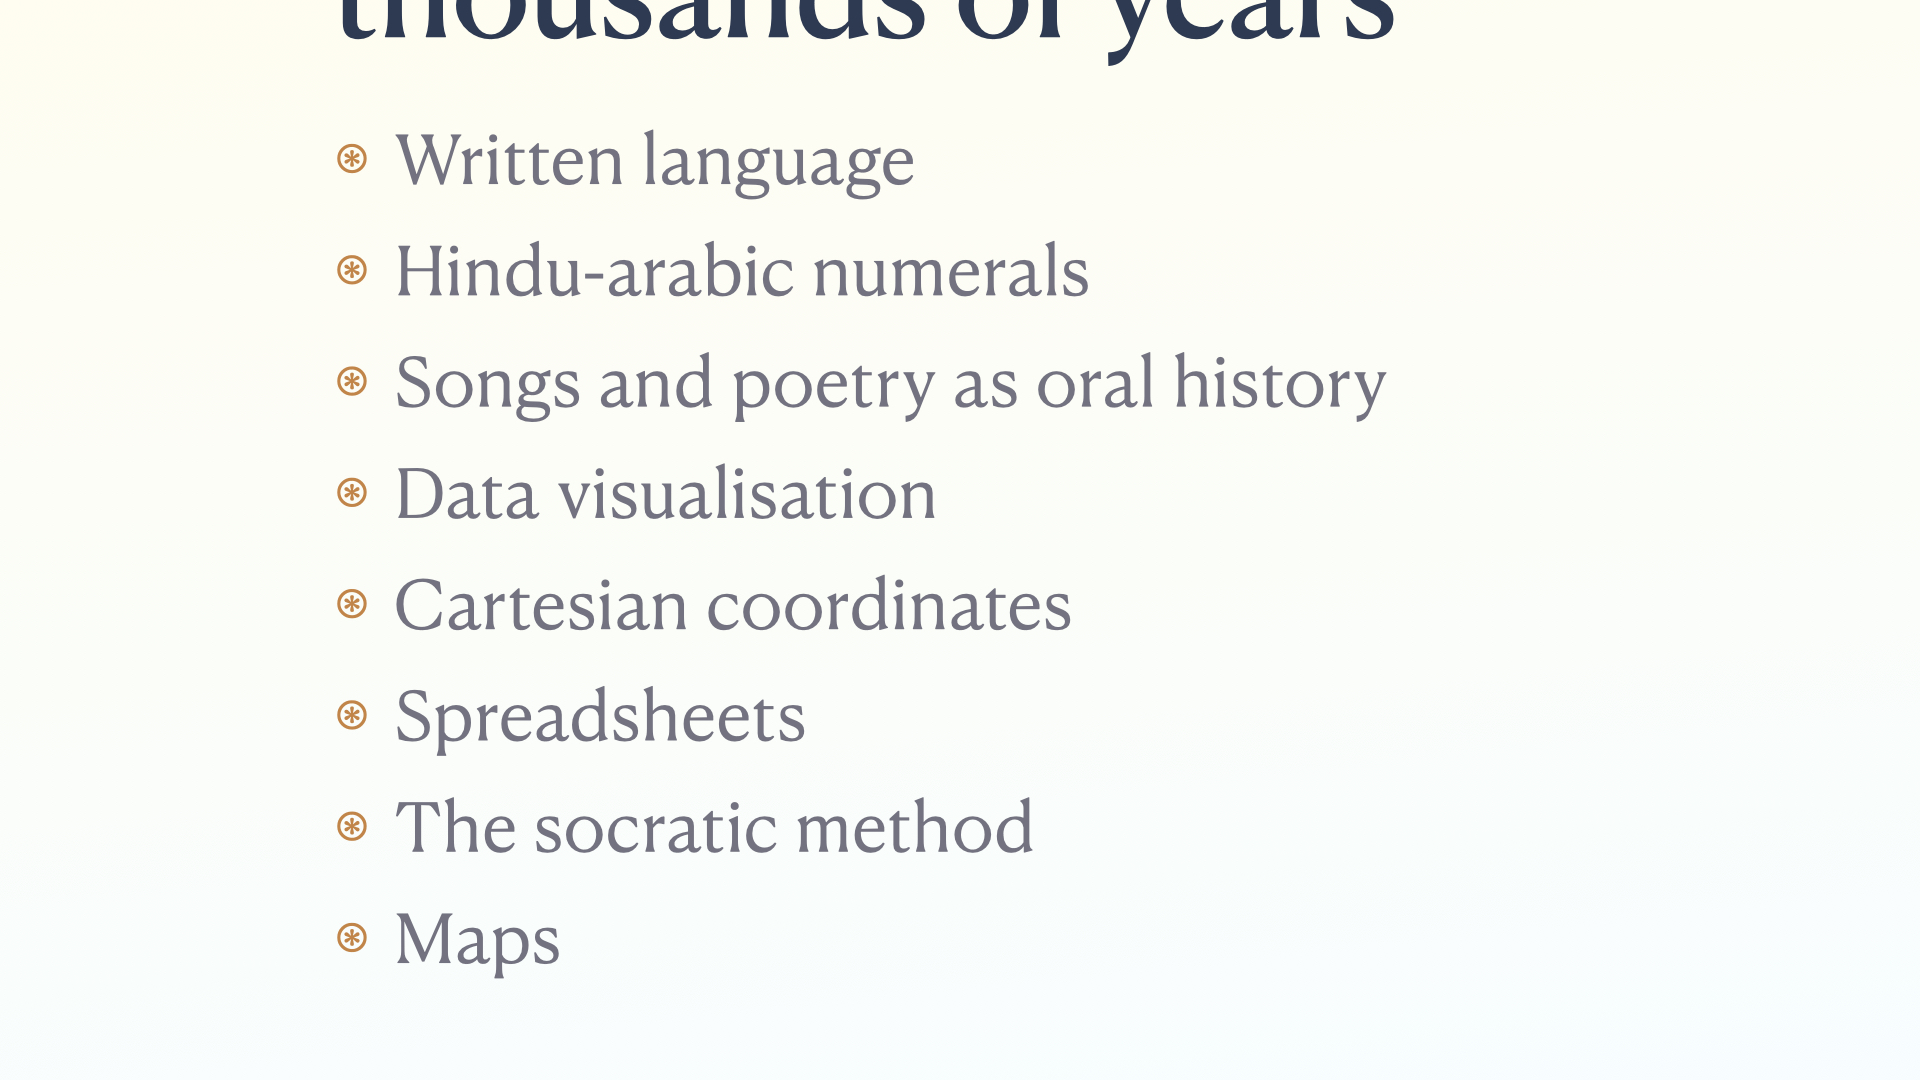 thousands of years
Written language
Hindu-arabic numerals
Songs and poetry as oral history
Data visualisation
Cartesian coordinates
Spreadsheets
The socratic method
Maps